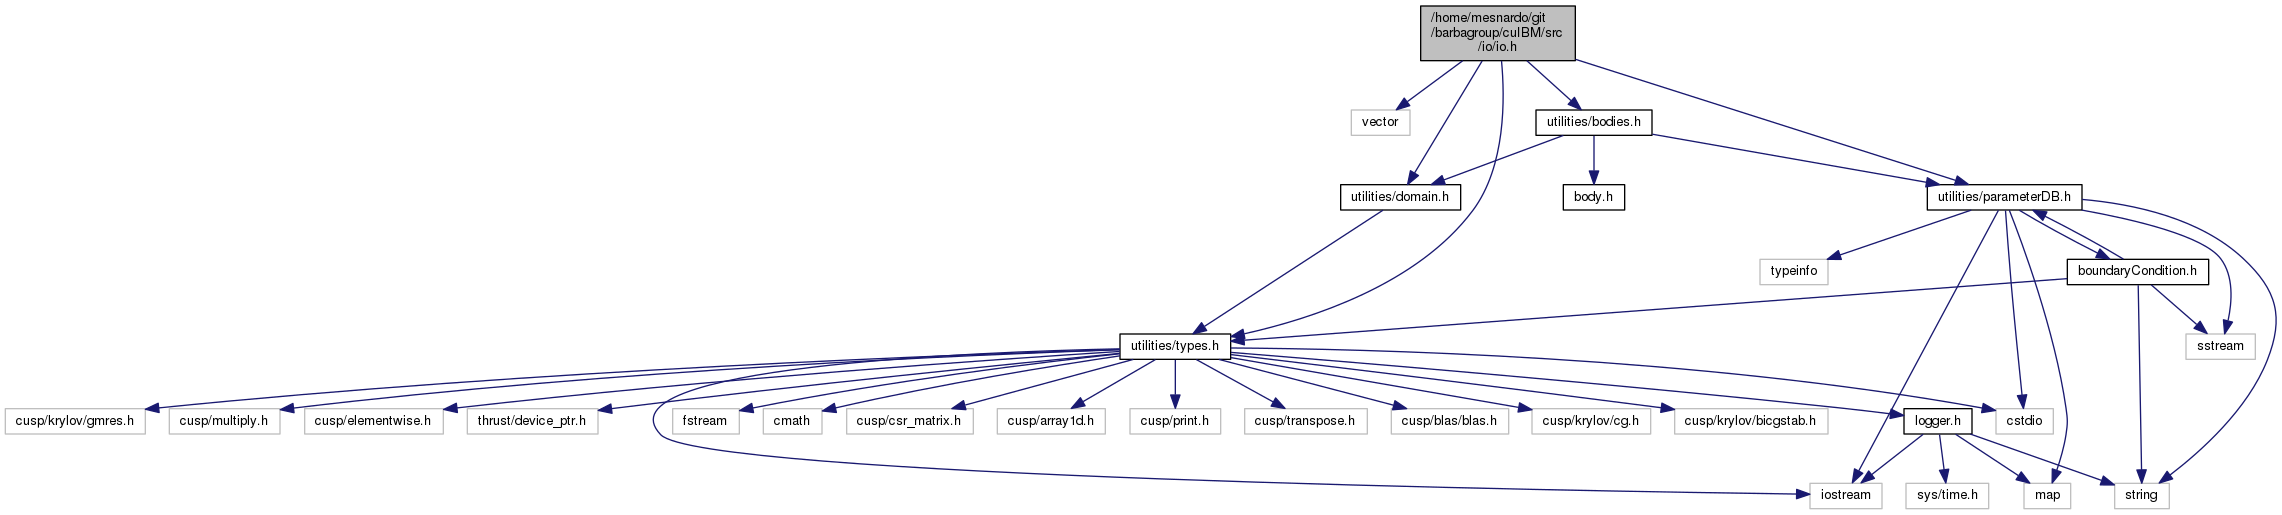 /home/mesnardo/git
/barbagroup/cuIBM/src
/io/io.h
vector
utilities/bodies.h
utilities/domain.h
body.h
utilities/parameterDB.h
typeinfo
boundaryCondition.h
utilities/types.h
sstream
cusp/krylov/gmres.h
cusp/multiply.h
cusp/elementwise.h
thrust/device_ptr.h
fstream
cmath
cusp/csr_matrix.h
cusp/array1d.h
cusp/print.h
cusp/transpose.h
cusp/blas/blas.h
cusp/krylov/cg.h
cusp/krylov/bicgstab.h
logger.h
cstdio
iostream
sys/time.h
map
string